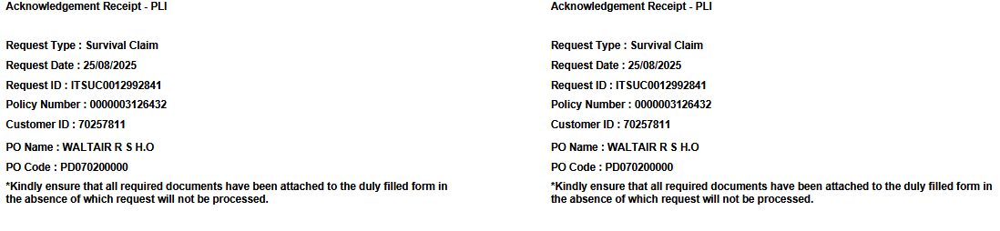 Acknowledgement Receipt - PLI
Request Type : Survival Claim
Request Date : 25/08/2025
Request ID : ITSUC0012992841
Policy Number : 0000003126432
Customer ID : 70257811
PO Name : WALTAIR R S H.O
PO Code : PD070200000
*Kindly ensure that all required documents have been attached to the duly filled form in
the absence of which request will not be processed.
Acknowledgement Receipt - PLI
Request Type : Survival Claim
Request Date : 25/08/2025
Request ID : ITSUC0012992841
Policy Number : 0000003126432
Customer ID : 70257811
PO Name : WALTAIR R S H.O
PO Code : PD070200000
*Kindly ensure that all required documents have been attached to the duly filled form in
the absence of which request will not be processed.